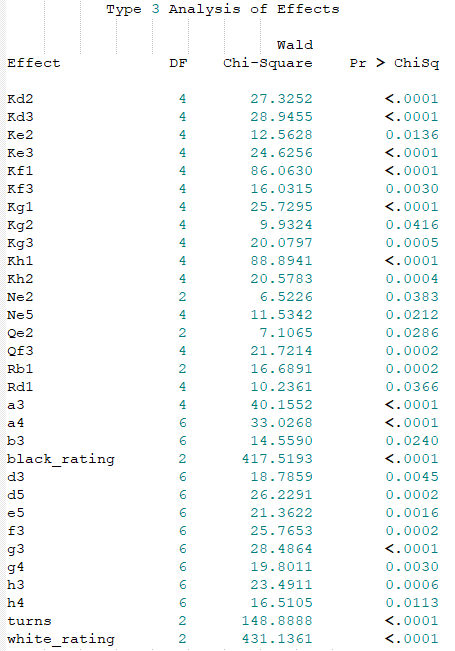 Type 3 Analysis of Effects
Wald
Effect DF Chi-Square Pr > ChiSq
Kd2 4 27.3252 <.0001
Kd3 4 28.9455 <.0001
Ke2 4 12.5628 0.0136
Ke3 4 24.6256 <.0001
Kf1 4 86.0630 <.0001
Kf3 4 16.0315 0.0030
Kg1 4 25.7295 <.0001
Kg2 4 9.9324 0.0416
Kg3 4 20.0797 0.0005
Kh1 4 88.8941 <.0001
Kh2 4 20.5783 0.0004
Ne2 2 6.5226 0.0383
Ne5 4 11.5342 0.0212
Qe2 2 7.1065 0.0286
Qf3 4 21.7214 0.0002
Rb1 2 16.6891 0.0002
Rd1 4 10.2361 0.0366
a3 4 40.1552 <.0001
a4 6 33.0268 <.0001
b3 6 14.5590 0.0240
black_rating 2 417.5193 <.0001
d3 6 18.7859 0.0045
d5 6 26.2291 0.0002
e5 6 21.3622 0.0016
f3 6 25.7653 0.0002
g3 6 28.4864 <.0001
g4 6 19.8011 0.0030
h3 6 23.4911 0.0006
h4 6 16.5105 0.0113
turns 2 148.8888 <.0001
white_rating 2 431.1361 <.0001